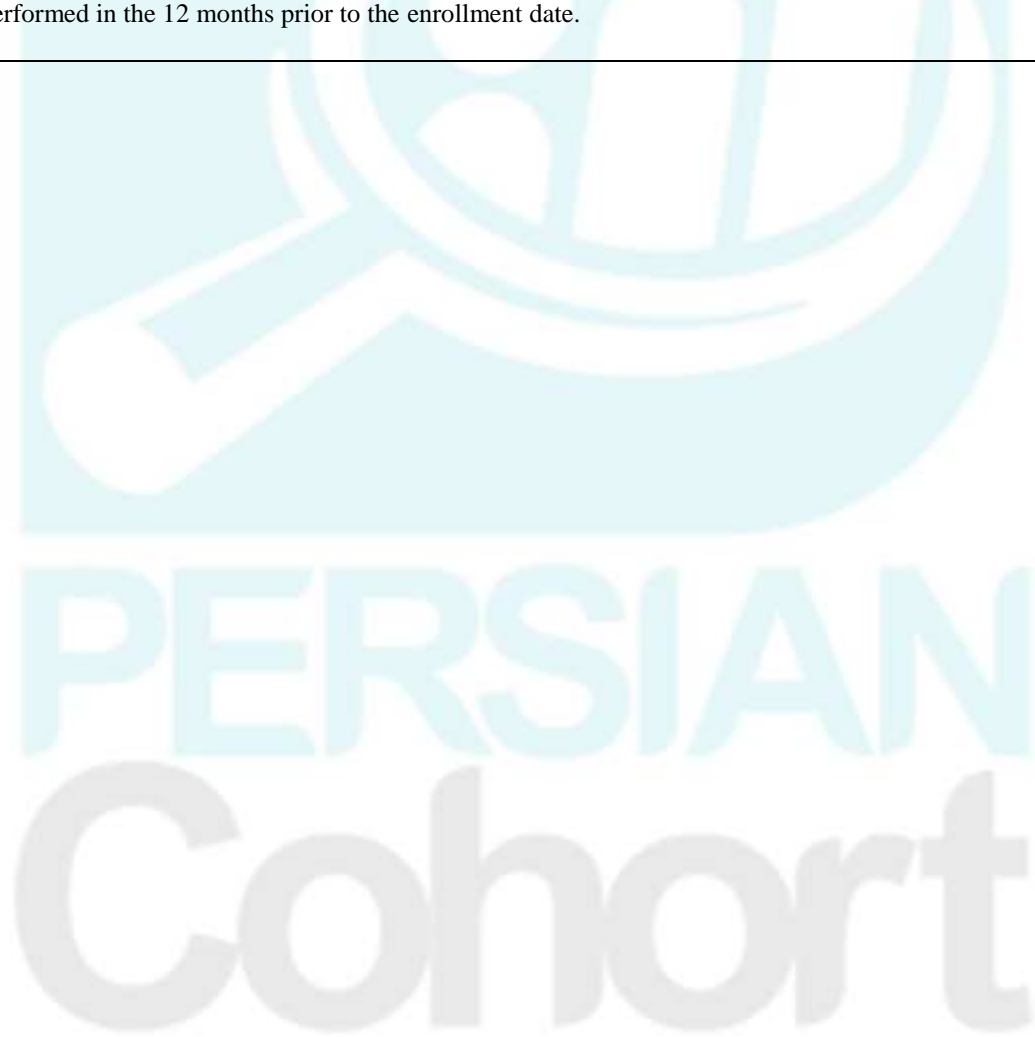 erformed in the 12 months prior to the enrollment date.
PERSIAN
Cohort